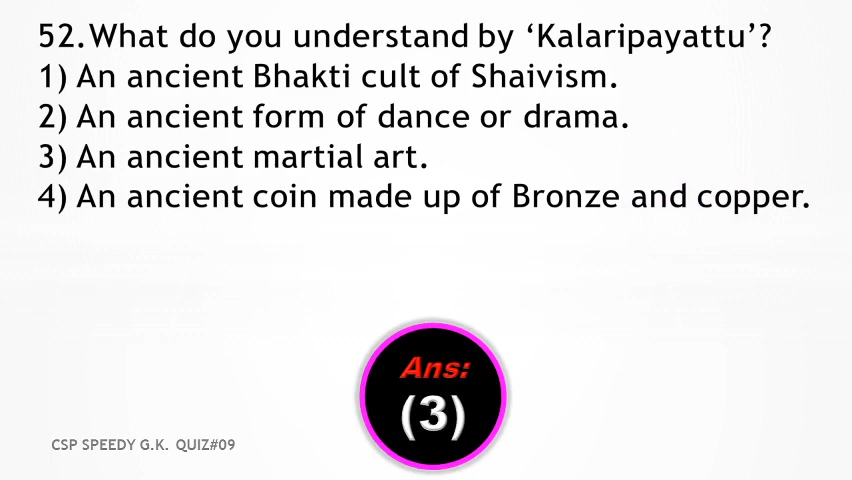 52.What do you understand by ‘Kalaripayattu’?
1) An ancient Bhakti cult of Shaivism.
2) An ancient form of dance or drama.
3) An ancient martial art.
4) An ancient coin made up of Bronze and copper.
Ans:
(3)
CSP SPEEDY G.K. QUIZ#09